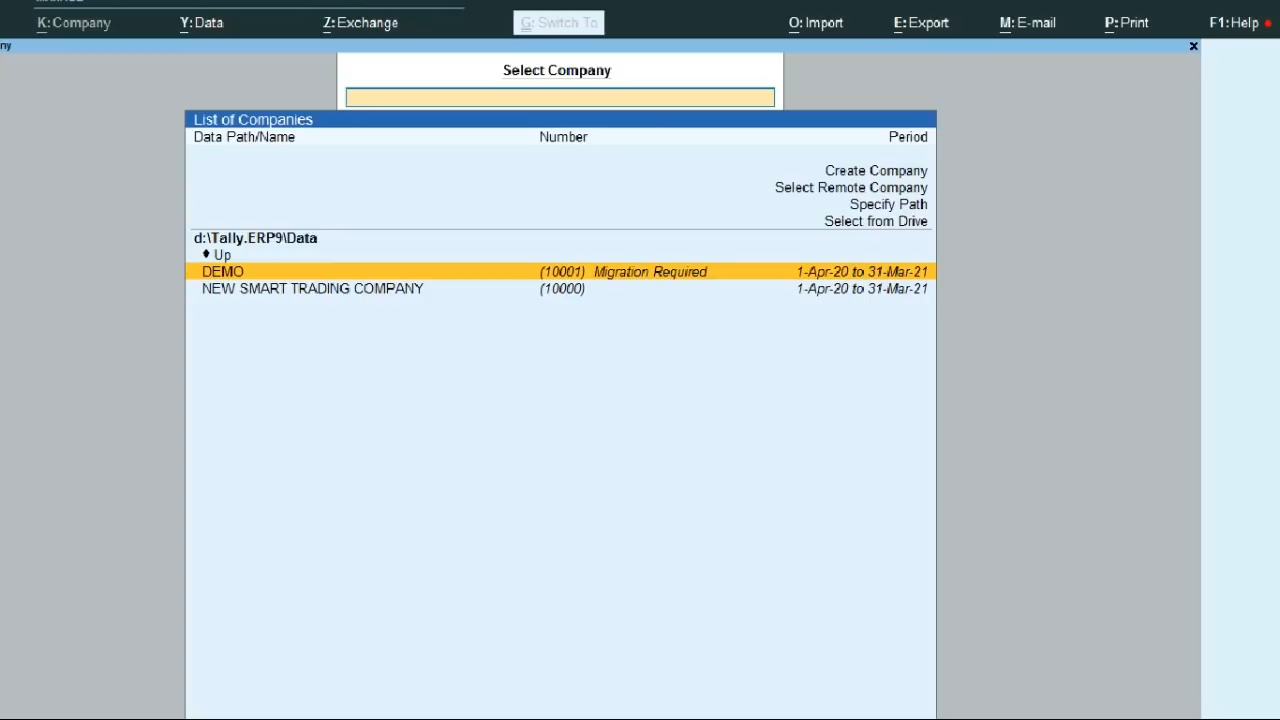 K: Company Y: Data Z: Exchange G: Switch To O: Import E: Export M: E-mail P: Print F1: Help
ny
Select Company
List of Companies
Data Path/Name Number Period
Create Company
Select Remote Company
Specify Path
Select from Drive
d:\Tally.ERP9\Data
Up
DEMO (10001) Migration Required 1-Apr-20 to 31-Mar-21
NEW SMART TRADING COMPANY (10000) 1-Apr-20 to 31-Mar-21